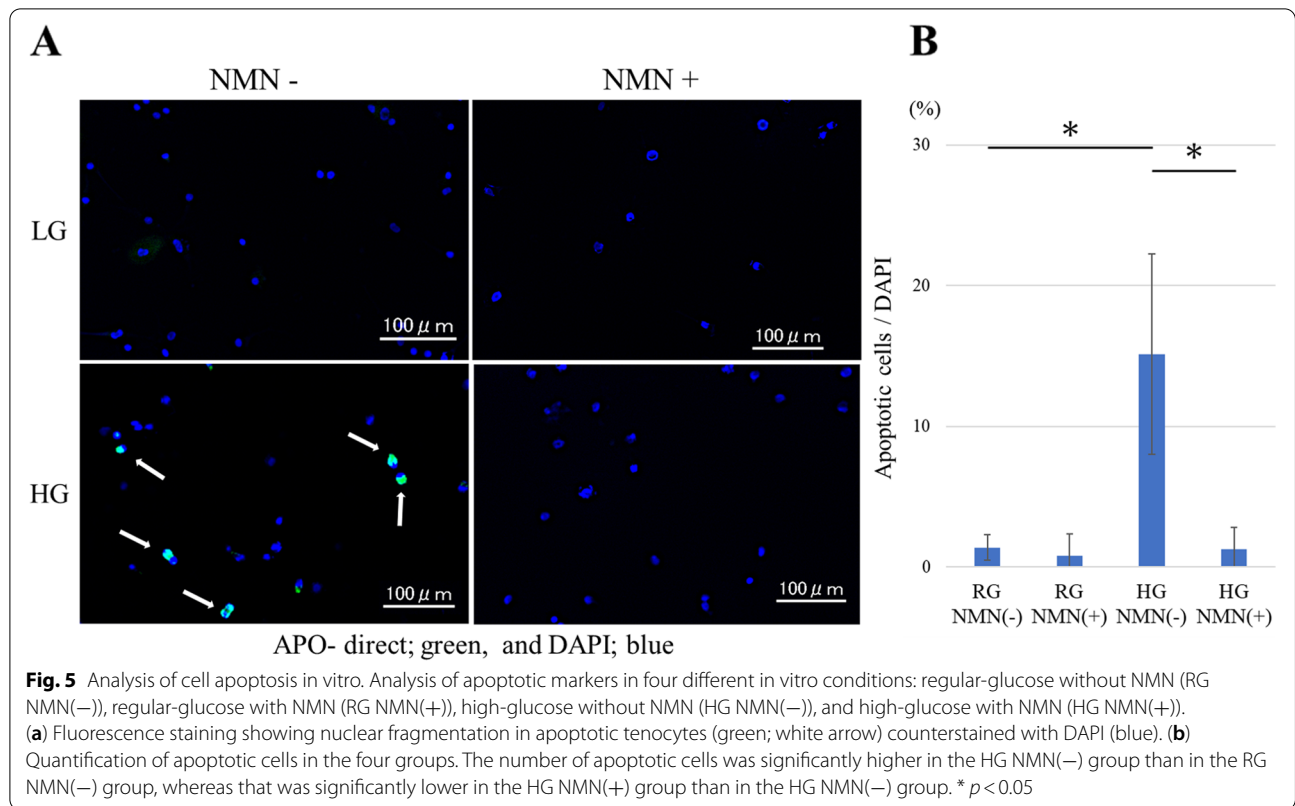 A
NMN - NMN +
LG
100 μ m
100 μ m
HG
100 μ m
100 μ m
APO- direct; green, and DAPI; blue
B
(%)
Apoptotic cells / DAPI
30
20
10
0
*
*
RG RG HG HG
NMN(-) NMN(+) NMN(-) NMN(+)
Fig. 5 Analysis of cell apoptosis in vitro. Analysis of apoptotic markers in four different in vitro conditions: regular-glucose without NMN (RG
NMN(−)), regular-glucose with NMN (RG NMN(+)), high-glucose without NMN (HG NMN(−)), and high-glucose with NMN (HG NMN(+)).
(a) Fluorescence staining showing nuclear fragmentation in apoptotic tenocytes (green; white arrow) counterstained with DAPI (blue). (b)
Quantification of apoptotic cells in the four groups. The number of apoptotic cells was significantly higher in the HG NMN(−) group than in the RG
NMN(−) group, whereas that was significantly lower in the HG NMN(+) group than in the HG NMN(−) group. * p < 0.05